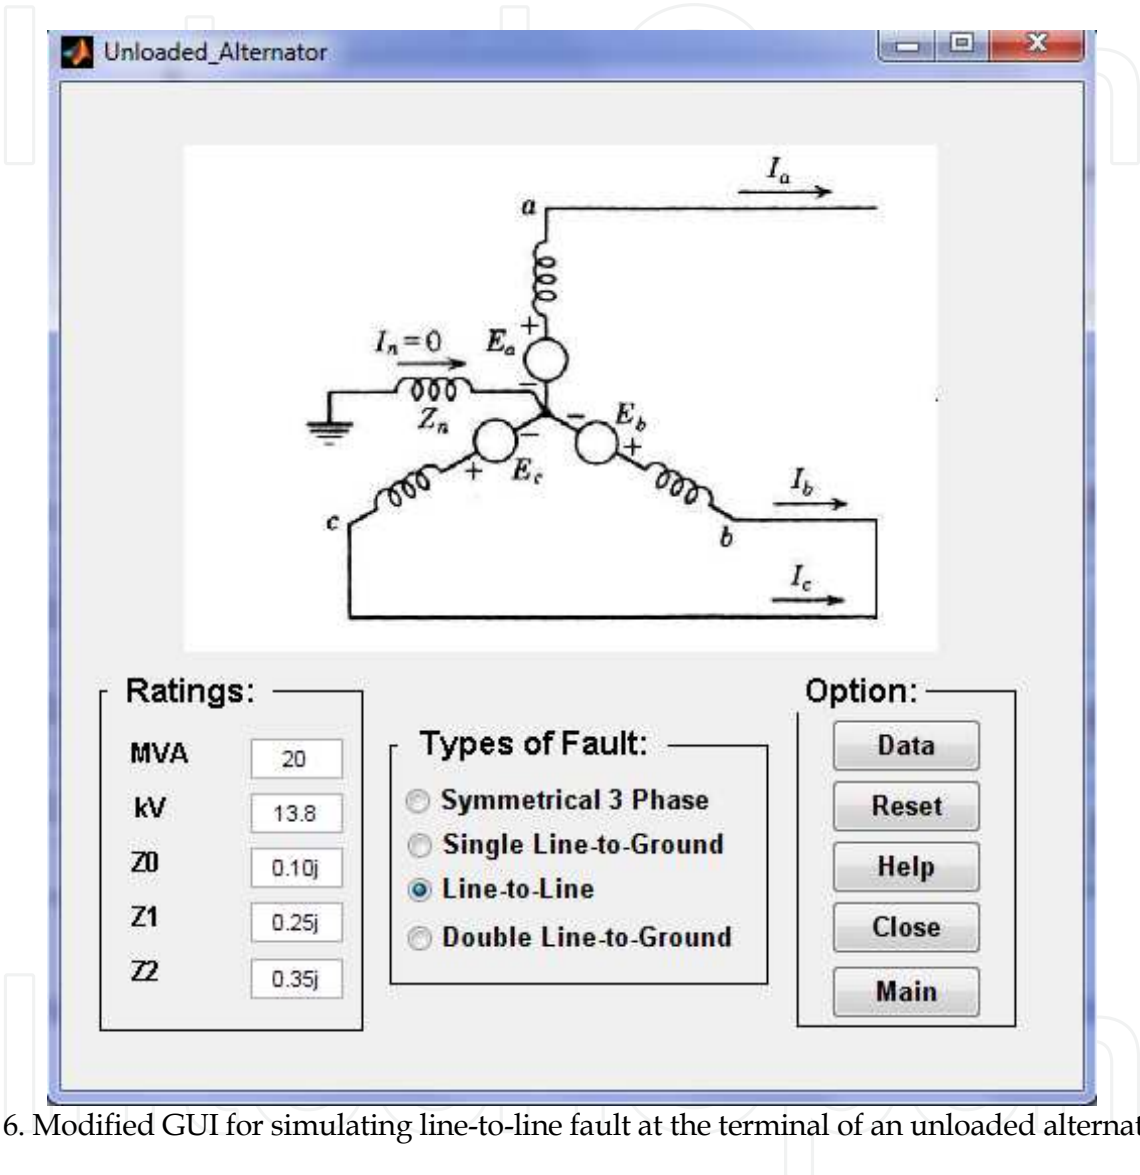 Unloaded_Alternator
I_a
a
+
I_n = 0
E_a
−
Z_n
−
E_b
−
+
+
E_c
I_b
c
b
I_c
Ratings:
MVA 20
kV 13.8
Z0 0.10j
Z1 0.25j
Z2 0.35j
Types of Fault:
Symmetrical 3 Phase
Single Line-to-Ground
Line-to-Line
Double Line-to-Ground
Option:
Data
Reset
Help
Close
Main
6. Modified GUI for simulating line-to-line fault at the terminal of an unloaded alternat